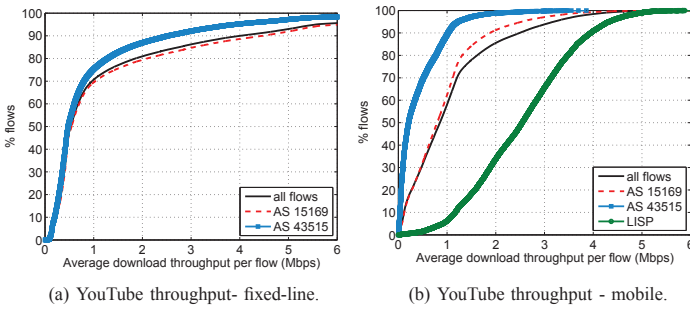 100
90
80
70
60
50
40
30
20
10
0
% flows
0 1 2 3 4 5 6
Average download throughput per flow (Mbps)
all flows
AS 15169
AS 43515
(a) YouTube throughput- fixed-line.
100
90
80
70
60
50
40
30
20
10
0
% flows
0 1 2 3 4 5 6
Average download throughput per flow (Mbps)
all flows
AS 15169
AS 43515
LISP
(b) YouTube throughput - mobile.